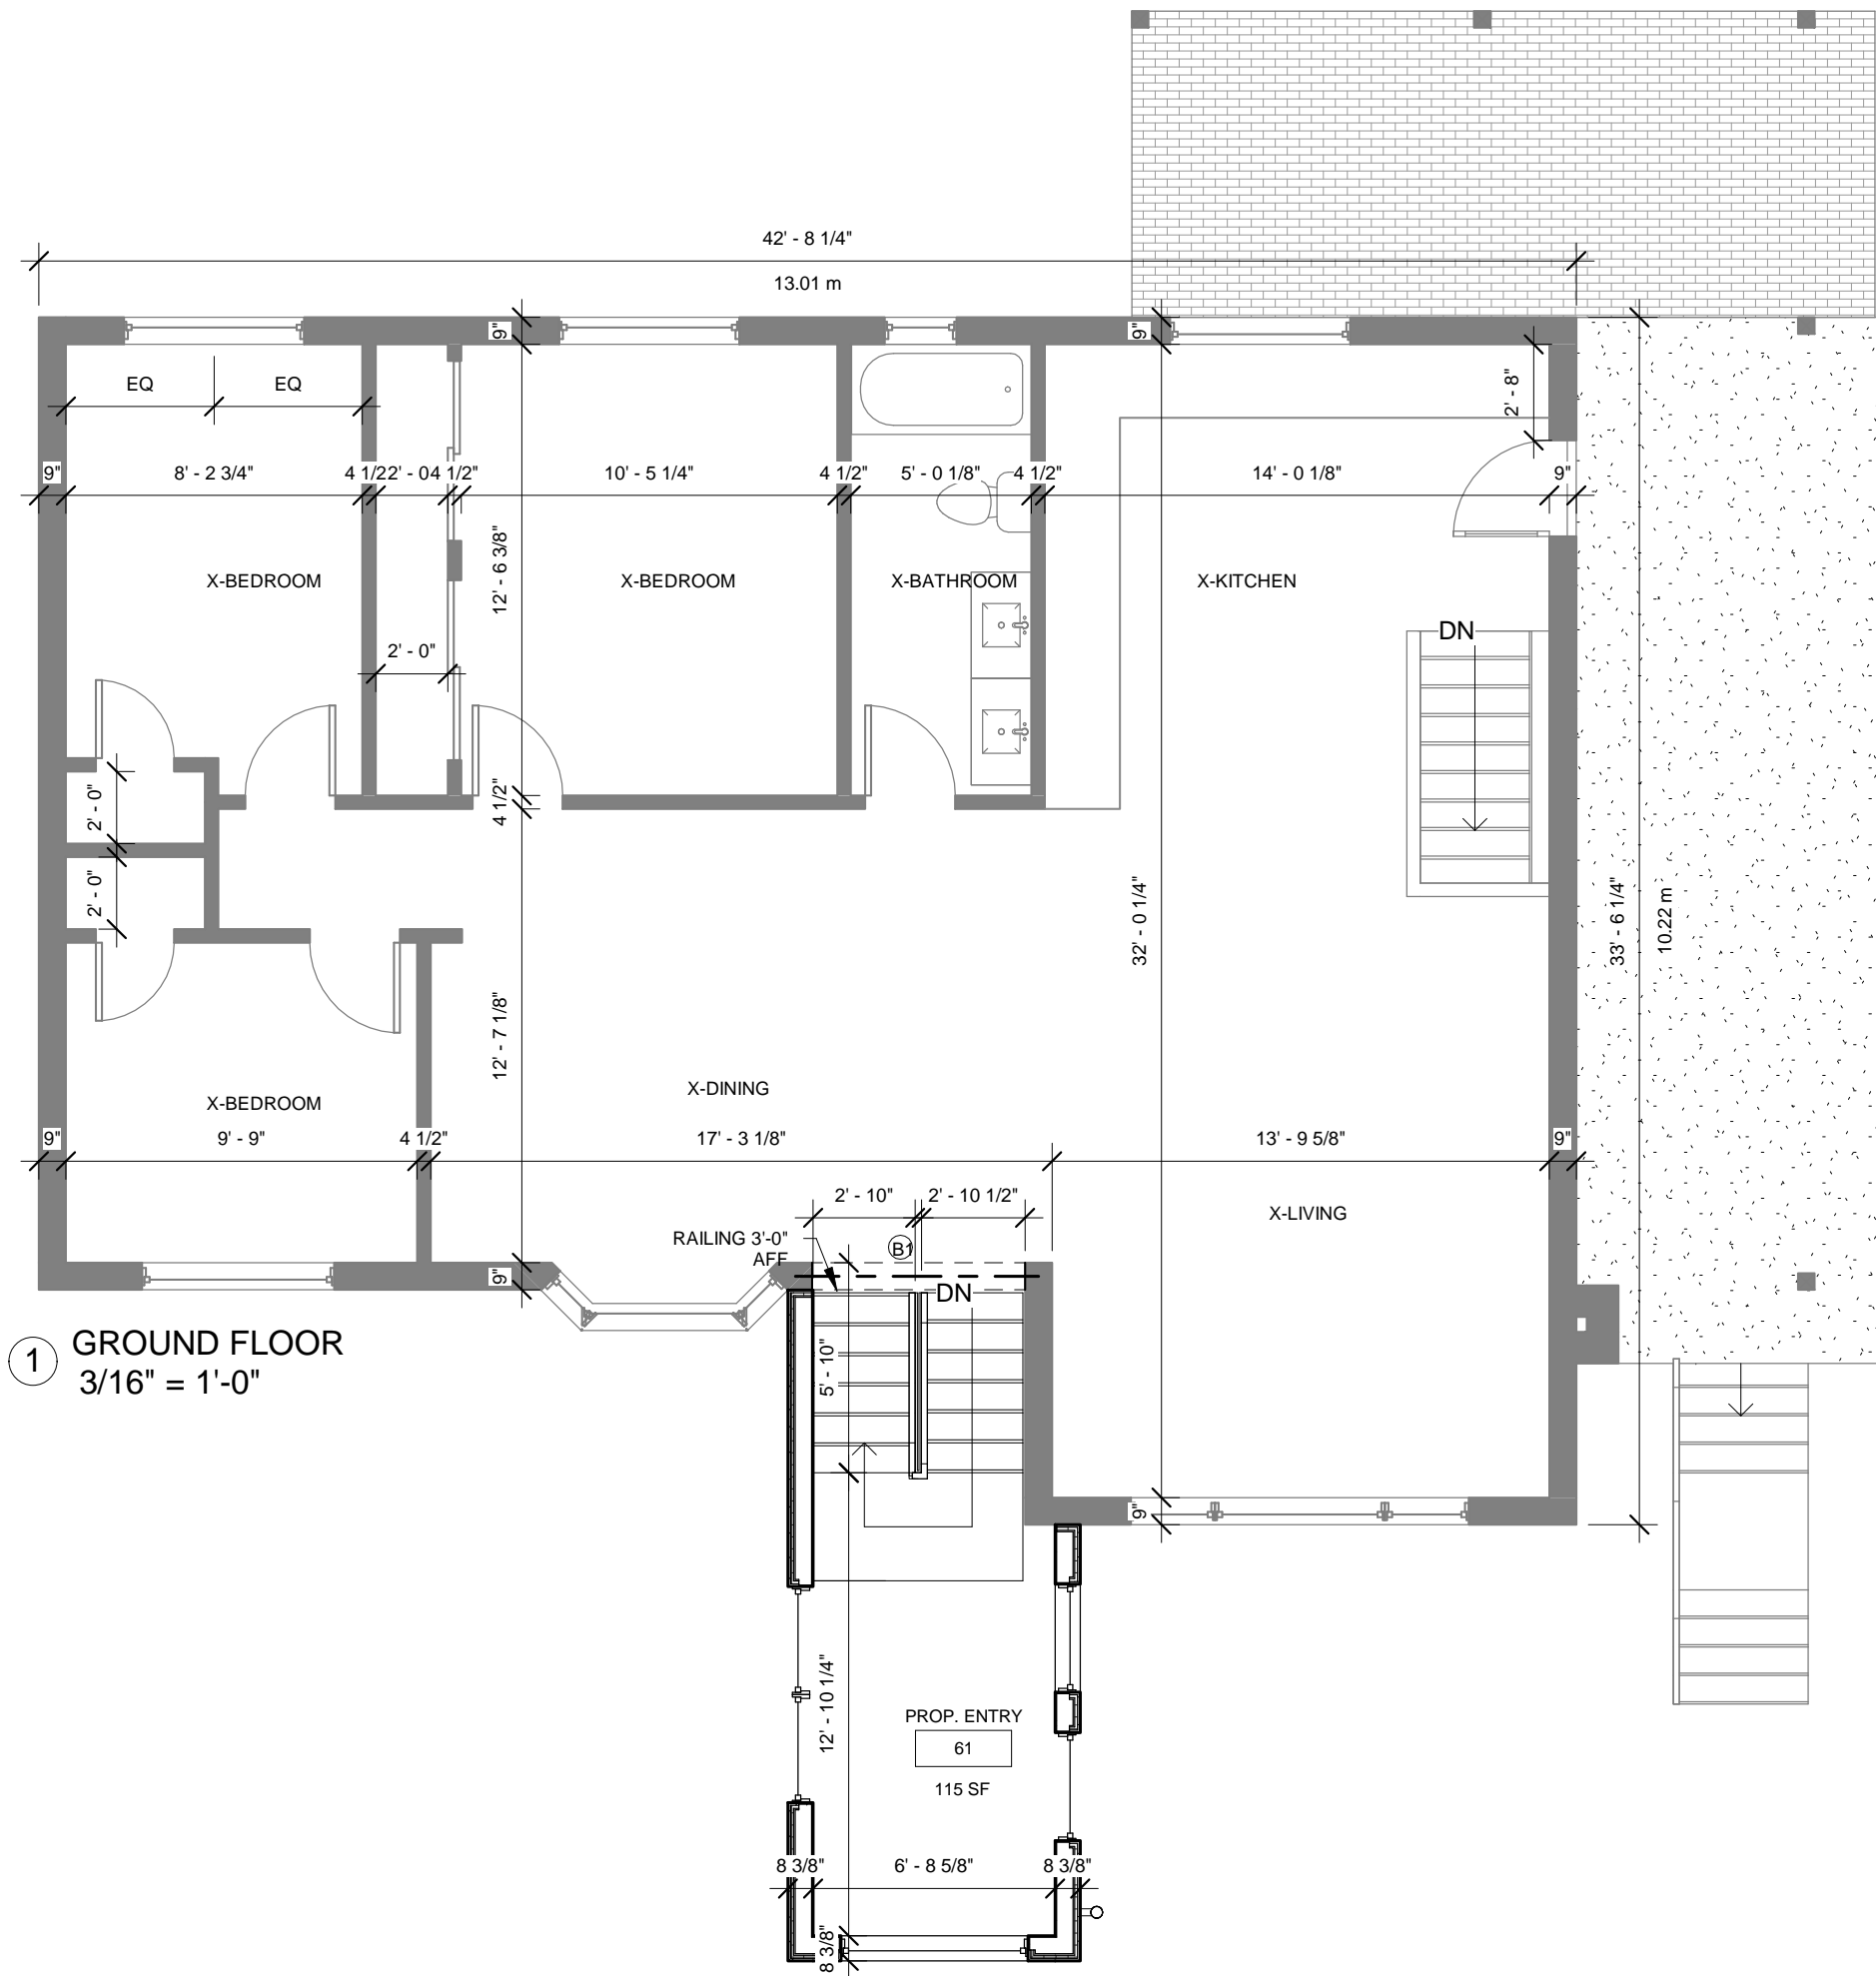 42' - 8 1/4"
13.01 m
9"
9"
EQ
EQ
2' - 8"
9"
8' - 2 3/4"
4 1/2
2' - 0
4 1/2"
10' - 5 1/4"
4 1/2"
5' - 0 1/8"
4 1/2"
14' - 0 1/8"
9"
12' - 6 3/8"
X-BEDROOM
X-BEDROOM
X-BATHROOM
X-KITCHEN
DN
2' - 0"
4 1/2"
2' - 0"
2' - 0"
32' - 0 1/4"
33' - 6 1/4"
10.22 m
12' - 7 1/8"
X-DINING
X-BEDROOM
9"
9' - 9"
4 1/2"
17' - 3 1/8"
13' - 9 5/8"
9"
2' - 10"
2' - 10 1/2"
X-LIVING
RAILING 3'-0"
AFF
B1
9"
DN
1
GROUND FLOOR
3/16" = 1'-0"
5' - 10"
9"
12' - 10 1/4"
PROP. ENTRY
61
115 SF
8 3/8"
6' - 8 5/8"
8 3/8"
8 3/8"